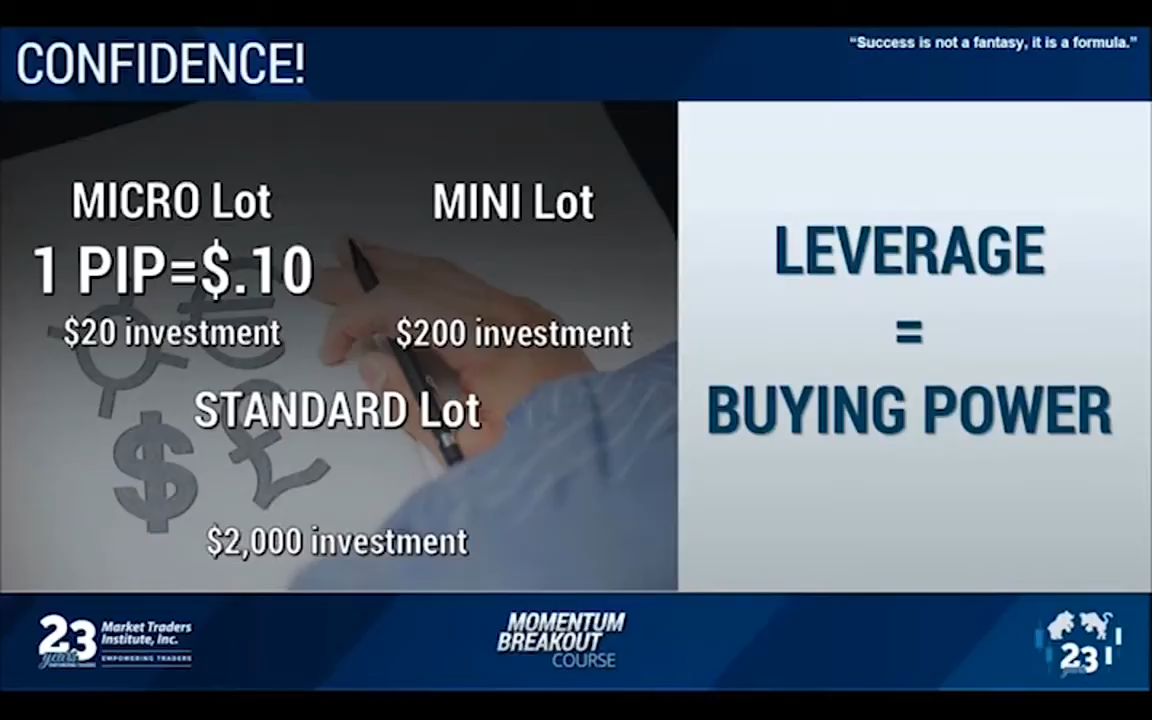 CONFIDENCE!
“Success is not a fantasy, it is a formula.”
MICRO Lot
1 PIP=$.10
$20 investment
MINI Lot
$200 investment
STANDARD Lot
$2,000 investment
LEVERAGE
=
BUYING POWER
23
years
Market Traders
Institute, Inc.
EMPOWERING TRADERS
MOMENTUM
BREAKOUT
COURSE
23